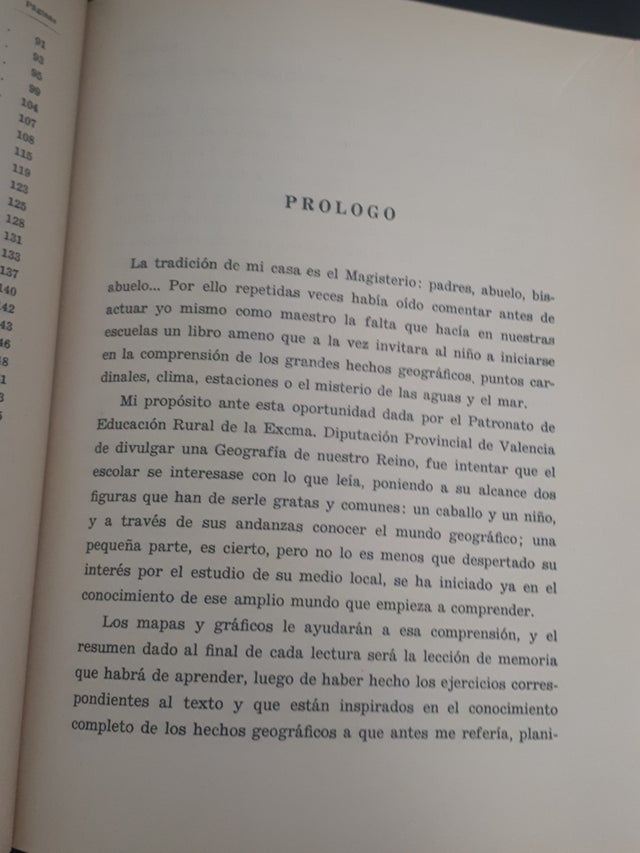 Páginas
91
93
95
99
104
107
108
115
119
123
125
128
131
133
137
140
42
43
46
8
1
3
5
PROLOGO
La tradición de mi casa es el Magisterio: padres, abuelo, bis-
abuelo... Por ello repetidas veces había oído comentar antes de
actuar yo mismo como maestro la falta que hacía en nuestras
escuelas un libro ameno que a la vez invitara al niño a iniciarse
en la comprensión de los grandes hechos geográficos, puntos car-
dinales, clima, estaciones o el misterio de las aguas y el mar.
Mi propósito ante esta oportunidad dada por el Patronato de
Educación Rural de la Excma. Diputación Provincial de Valencia
de divulgar una Geografía de nuestro Reino, fue intentar que el
escolar se interesase con lo que leía, poniendo a su alcance dos
figuras que han de serle gratas y comunes: un caballo y un niño,
y a través de sus andanzas conocer el mundo geográfico; una
pequeña parte, es cierto, pero no lo es menos que despertado su
interés por el estudio de su medio local, se ha iniciado ya en el
conocimiento de ese amplio mundo que empieza a comprender.
Los mapas y gráficos le ayudarán a esa comprensión, y el
resumen dado al final de cada lectura será la lección de memoria
que habrá de aprender, luego de haber hecho los ejercicios corres-
pondientes al texto y que están inspirados en el conocimiento
completo de los hechos geográficos a que antes me refería, plani-